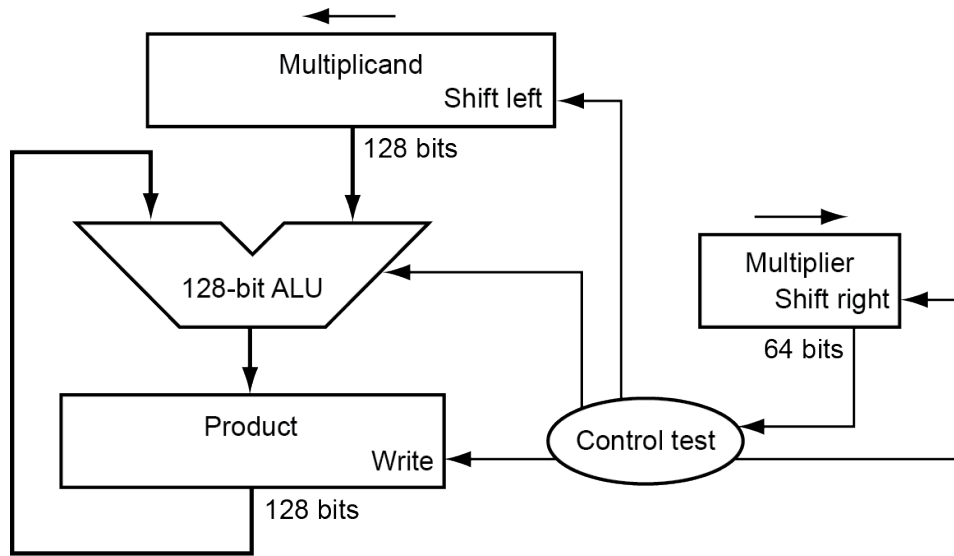 Multiplicand
Shift left
128 bits
128-bit ALU
Multiplier
Shift right
64 bits
Product
Write
Control test
128 bits